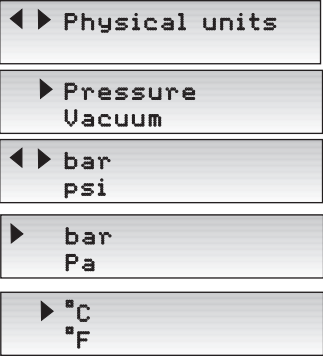 ◀ ▶ Physical units
▶ Pressure
Vacuum
◀ ▶ bar
psi
▶ bar
Pa
▶ °C
°F